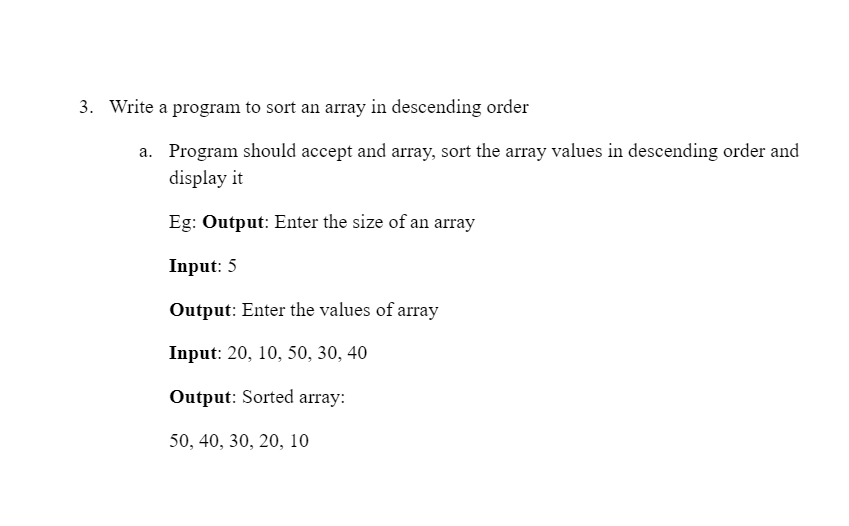 3. Write a program to sort an array in descending order
a. Program should accept and array, sort the array values in descending order and
display it
Eg: Output: Enter the size of an array
Input: 5
Output: Enter the values of array
Input: 20, 10, 50, 30, 40
Output: Sorted array:
50, 40, 30, 20, 10